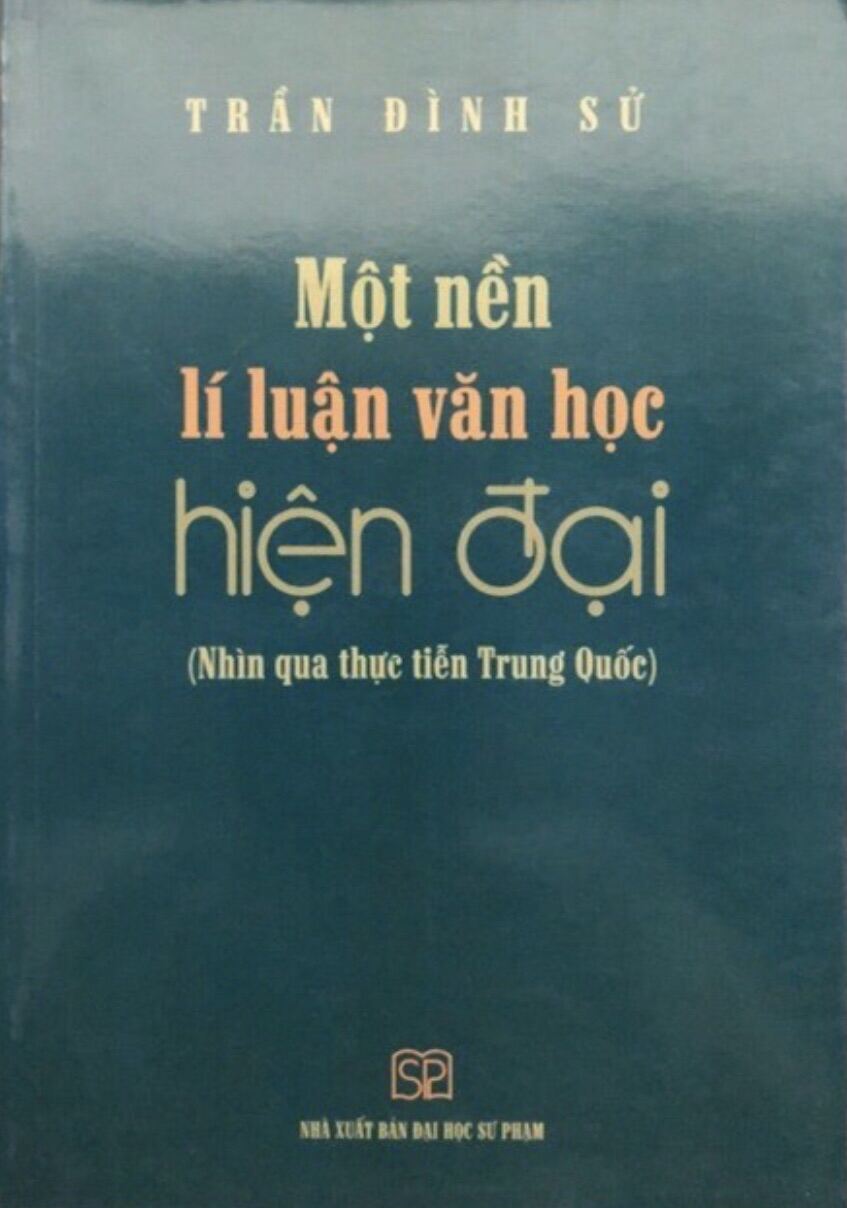 TRẦN ĐÌNH SỬ
Một nền
lí luận văn học
hiện đại
(Nhìn qua thực tiễn Trung Quốc)
SP
NHÀ XUẤT BẢN ĐẠI HỌC SƯ PHẠM